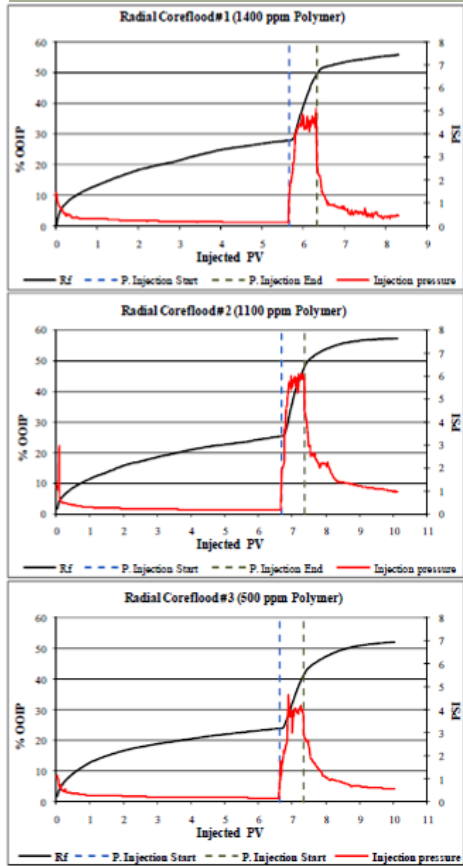 Radial Coreflood#1 (1400 ppm Polymer)
60 50 40 30 20 10 0
% OOIP
8 7 6 5 4 3 2 1 0
PSI
0 1 2 3 4 5 6 7 8 9
Injected PV
Rf P. Injection Start P. Injection End Injection pressure
Radial Coreflood#2 (1100 ppm Polymer)
60 50 40 30 20 10 0
% OOIP
8 7 6 5 4 3 2 1 0
PSI
0 1 2 3 4 5 6 7 8 9 10 11
Injected PV
Rf P. Injection Start P. Injection End Injection pressure
Radial Coreflood#3 (500 ppm Polymer)
60 50 40 30 20 10 0
% OOIP
8 7 6 5 4 3 2 1 0
PSI
0 1 2 3 4 5 6 7 8 9 10 11
Injected PV
Rf P. Injection Start P. Injection End Injection pressure